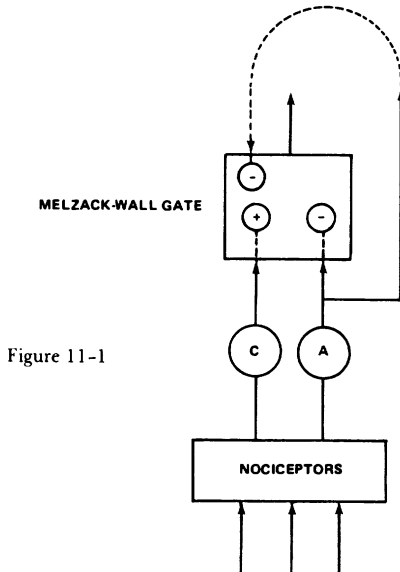 -
MELZACK-WALL GATE
+ -
Figure 11-1
C A
NOCICEPTORS